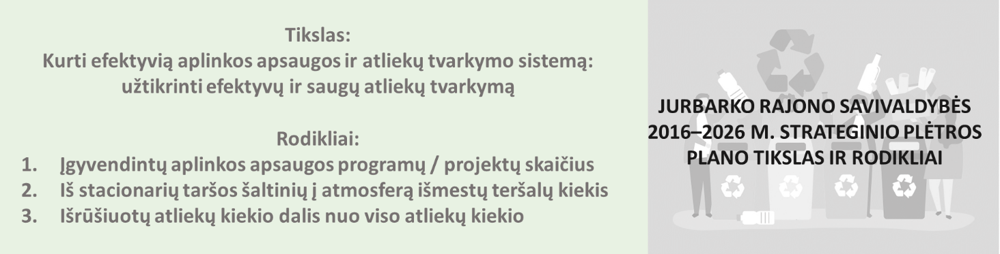 Tikslas:
Kurti efektyvią aplinkos apsaugos ir atliekų tvarkymo sistemą:
užtikrinti efektyvų ir saugų atliekų tvarkymą
Rodikliai:
1. Įgyvendintų aplinkos apsaugos programų / projektų skaičius
2. Iš stacionarių taršos šaltinių į atmosferą išmestų teršalų kiekis
3. Išrūšiuotų atliekų kiekio dalis nuo viso atliekų kiekio
JURBARKO RAJONO SAVIVALDYBĖS
2016–2026 M. STRATEGINIO PLĖTROS
PLANO TIKSLAS IR RODIKLIAI